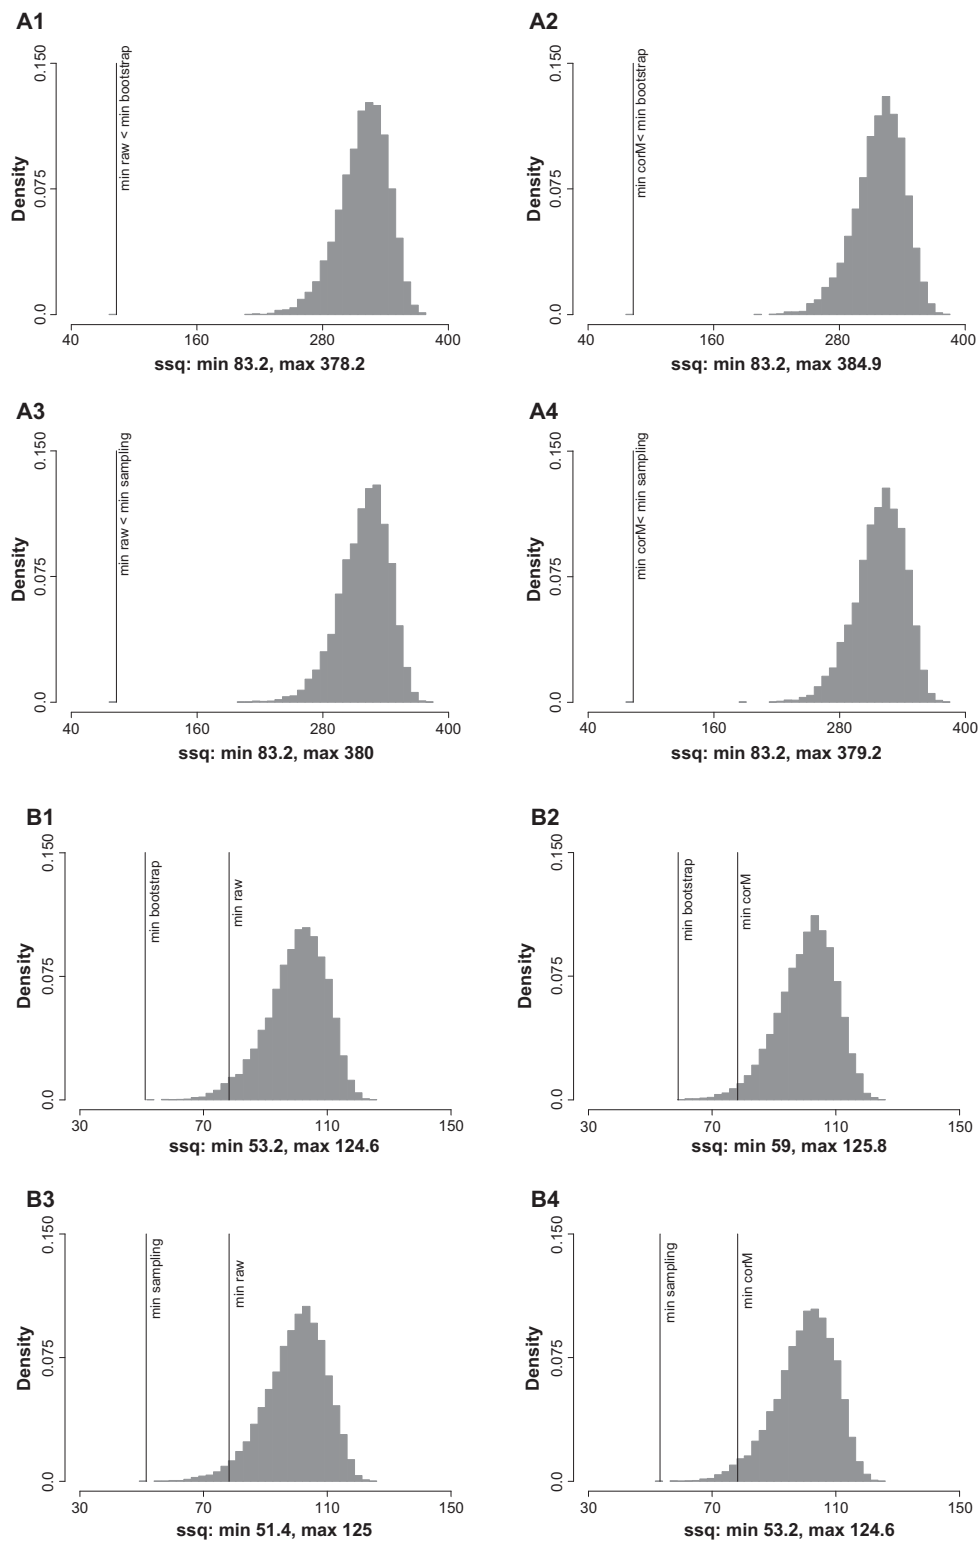 A1
A2
0.150
min raw < min bootstrap
Density
0.075
0.0
40 160 280 400
ssq: min 83.2, max 378.2
0.150
min corM< min bootstrap
Density
0.075
0.0
40 160 280 400
ssq: min 83.2, max 384.9
A3
A4
0.150
min raw < min sampling
Density
0.075
0.0
40 160 280 400
ssq: min 83.2, max 380
0.150
min corM< min sampling
Density
0.075
0.0
40 160 280 400
ssq: min 83.2, max 379.2
B1
B2
0.150
min bootstrap
min raw
Density
0.075
0.0
30 70 110 150
ssq: min 53.2, max 124.6
0.150
min bootstrap
min corM
Density
0.075
0.0
30 70 110 150
ssq: min 59, max 125.8
B3
B4
0.150
min sampling
min raw
Density
0.075
0.0
30 70 110 150
ssq: min 51.4, max 125
0.150
min sampling
min corM
Density
0.075
0.0
30 70 110 150
ssq: min 53.2, max 124.6